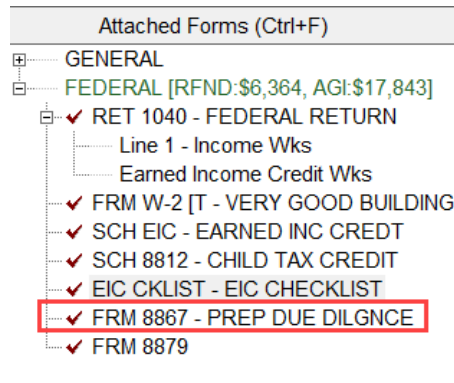 Attached Forms (Ctrl+F)
GENERAL
FEDERAL [RFND:$6,364, AGI:$17,843]
RET 1040 - FEDERAL RETURN
Line 1 - Income Wks
Earned Income Credit Wks
FRM W-2 [T - VERY GOOD BUILDING
SCH EIC - EARNED INC CREDT
SCH 8812 - CHILD TAX CREDIT
EIC CKLIST - EIC CHECKLIST
FRM 8867 - PREP DUE DILGNCE
FRM 8879